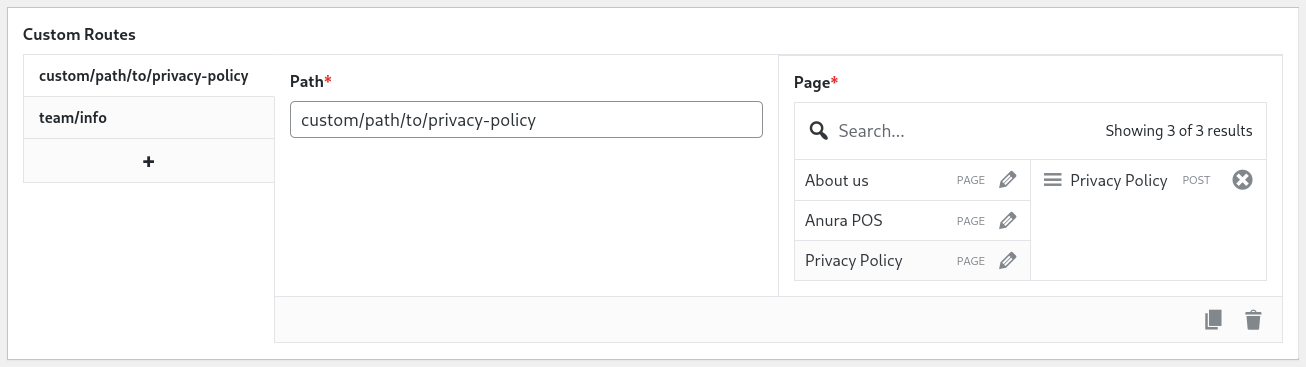 Custom Routes
custom/path/to/privacy-policy
team/info
+
Path*
custom/path/to/privacy-policy
Page*
Search...
Showing 3 of 3 results
About us PAGE
Anura POS PAGE
Privacy Policy PAGE
Privacy Policy POST